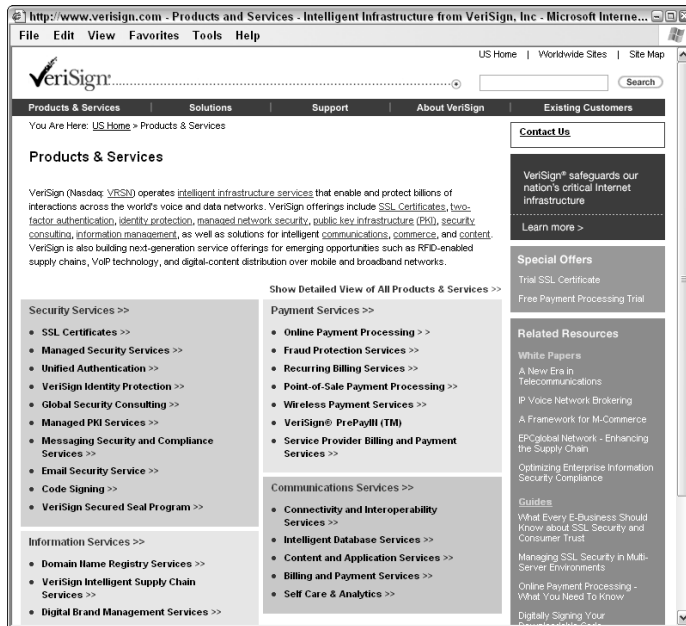 http://www.verisign.com - Products and Services - Intelligent Infrastructure from VeriSign, Inc - Microsoft Interne...
File Edit View Favorites Tools Help
US Home | Worldwide Sites | Site Map
VeriSign
Search
Products & Services | Solutions | Support | About VeriSign | Existing Customers
You Are Here: US Home » Products & Services
Products & Services
VeriSign (Nasdaq: VRSN) operates intelligent infrastructure services that enable and protect billions of
interactions across the world's voice and data networks. VeriSign offerings include SSL Certificates, two-
factor authentication, identity protection, managed network security, public key infrastructure (PKI), security
consulting, information management, as well as solutions for intelligent communications, commerce, and content.
VeriSign is also building next-generation service offerings for emerging opportunities such as RFID-enabled
supply chains, VoIP technology, and digital-content distribution over mobile and broadband networks.
Show Detailed View of All Products & Services >>
Security Services >>
• SSL Certificates >>
• Managed Security Services >>
• Unified Authentication >>
• VeriSign Identity Protection >>
• Global Security Consulting >>
• Managed PKI Services >>
• Messaging Security and Compliance
Services >>
• Email Security Service >>
• Code Signing >>
• VeriSign Secured Seal Program >>
Information Services >>
• Domain Name Registry Services >>
• VeriSign Intelligent Supply Chain
Services >>
• Digital Brand Management Services >>
Payment Services >>
• Online Payment Processing > >
• Fraud Protection Services >>
• Recurring Billing Services >>
• Point-of-Sale Payment Processing >>
• Wireless Payment Services >>
• VeriSign® PrePayIN (TM)
• Service Provider Billing and Payment
Services >>
Communications Services >>
• Connectivity and Interoperability
Services >>
• Intelligent Database Services >>
• Content and Application Services >>
• Billing and Payment Services >>
• Self Care & Analytics >>
Contact Us
VeriSign® safeguards our
nation's critical Internet
infrastructure
Learn more >
Special Offers
Trial SSL Certificate
Free Payment Processing Trial
Related Resources
White Papers
A New Era in
Telecommunications
IP Voice Network Brokering
A Framework for M-Commerce
EPCglobal Network - Enhancing
the Supply Chain
Optimizing Enterprise Information
Security Compliance
Guides
What Every E-Business Should
Know about SSL Security and
Consumer Trust
Managing SSL Security in Multi-
Server Environments
Online Payment Processing -
What You Need To Know
Digitally Signing Your
Downloadable Code